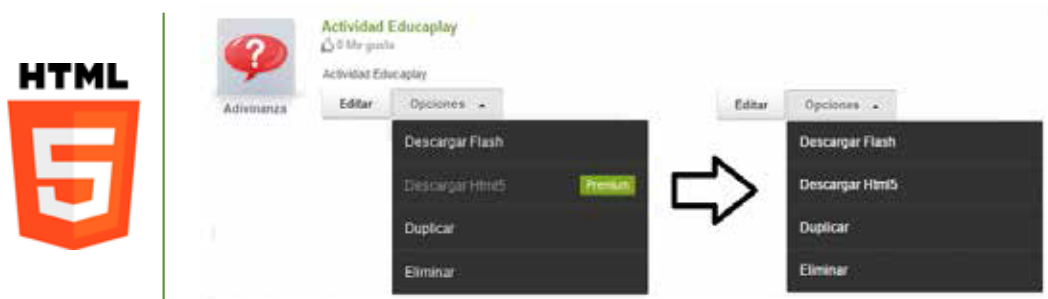 HTML
5
Actividad Educaplay
0 Me gusta
Actividad Educaplay
Adivinanza
Editar Opciones
Descargar Flash
Descargar Html5 Premium
Duplicar
Eliminar
Editar Opciones
Descargar Flash
Descargar Html5
Duplicar
Eliminar